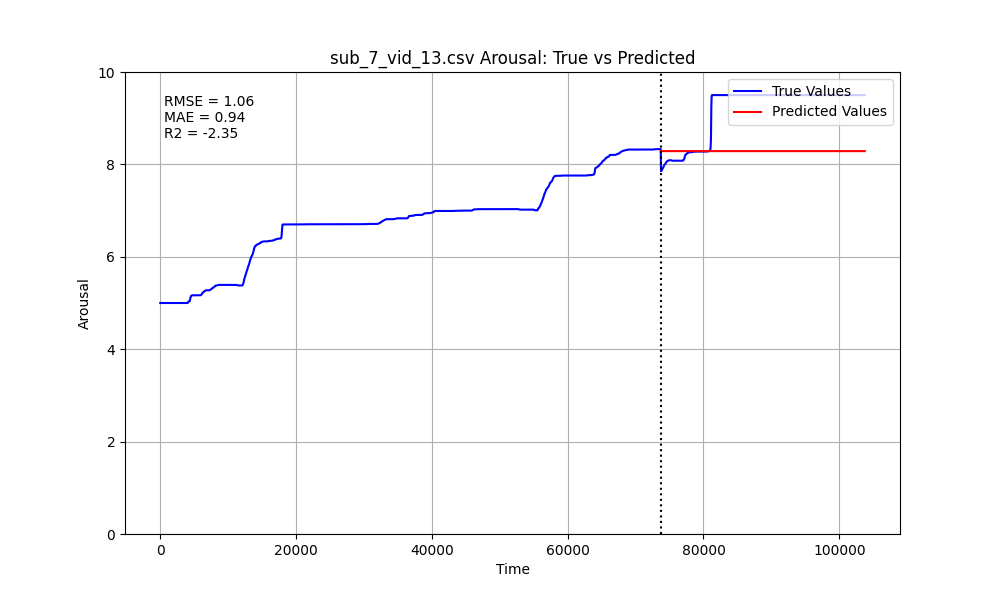 sub_7_vid_13.csv Arousal: True vs Predicted
10
8
6
4
2
0
Arousal
RMSE = 1.06
MAE = 0.94
R2 = -2.35
True Values
Predicted Values
0
20000
40000
60000
80000
100000
Time